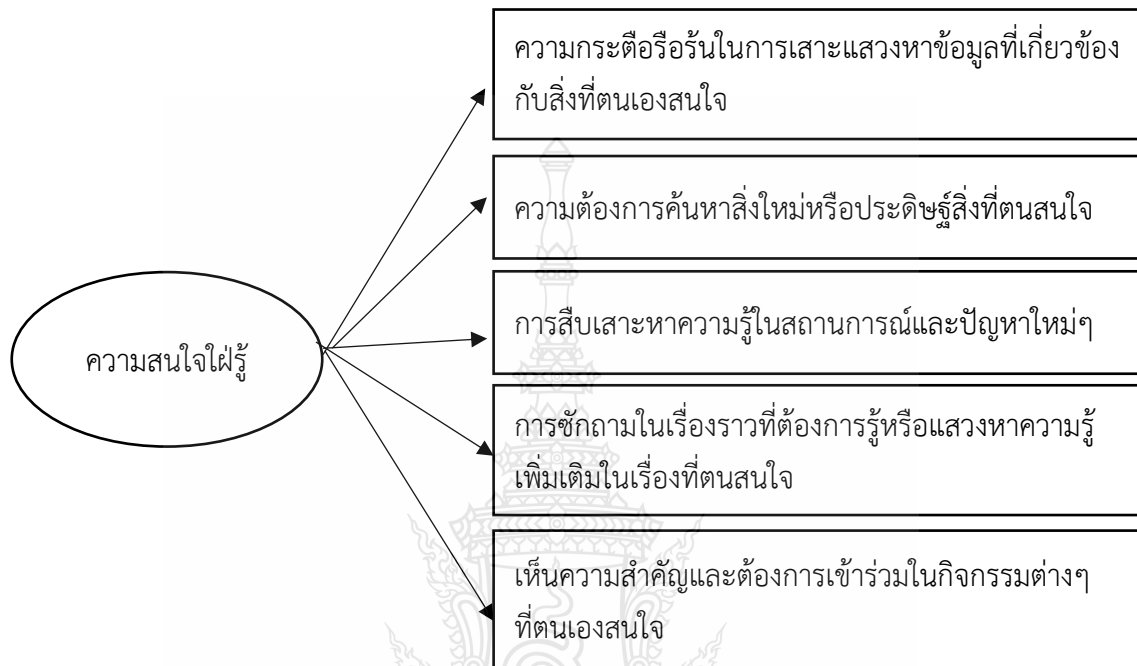 ความกระตือรือร้นในการเสาะแสวงหาข้อมูลที่เกี่ยวข้อง
กับสิ่งที่ตนเองสนใจ
ความต้องการค้นหาสิ่งใหม่หรือประดิษฐ์สิ่งที่ตนสนใจ
การสืบเสาะหาความรู้ในสถานการณ์และปัญหาใหม่ๆ
ความสนใจใฝ่รู้
การซักถามในเรื่องราวที่ต้องการรู้หรือแสวงหาความรู้
เพิ่มเติมในเรื่องที่ตนสนใจ
เห็นความสำคัญและต้องการเข้าร่วมในกิจกรรมต่างๆ
ที่ตนเองสนใจ